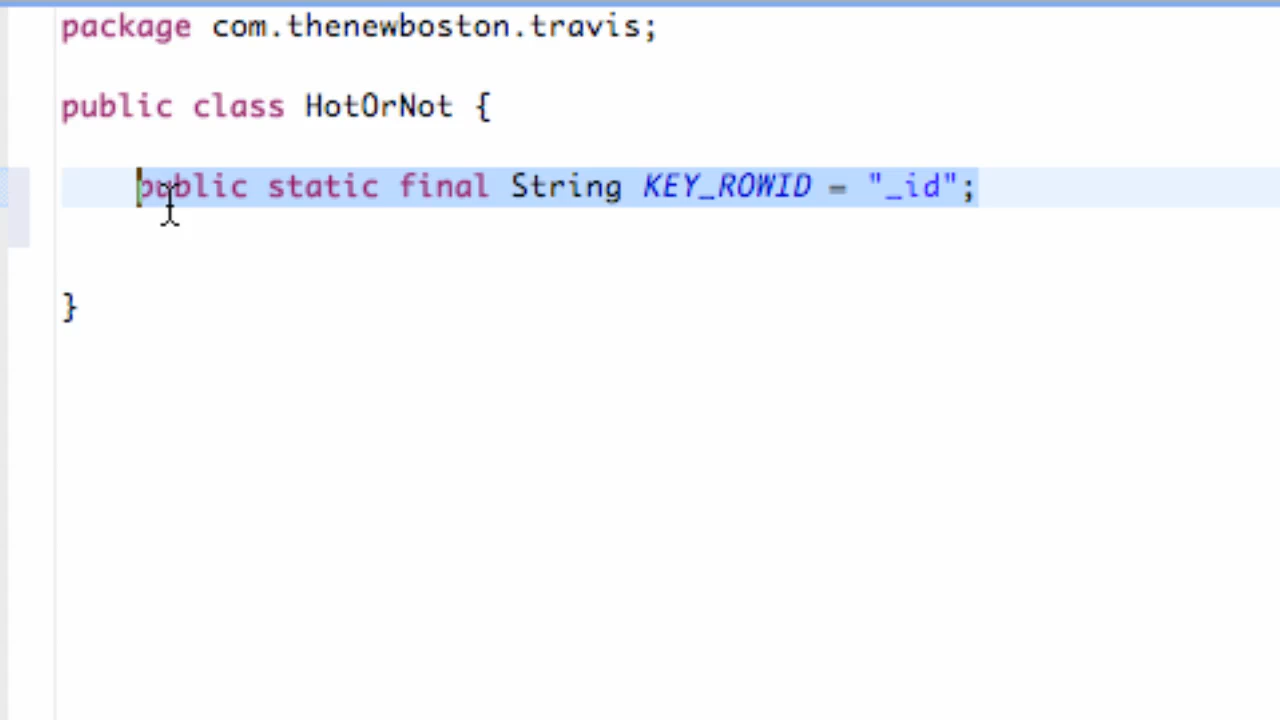 package com.thenewboston.travis;
public class HotOrNot {
public static final String KEY_ROWID = "_id";
}